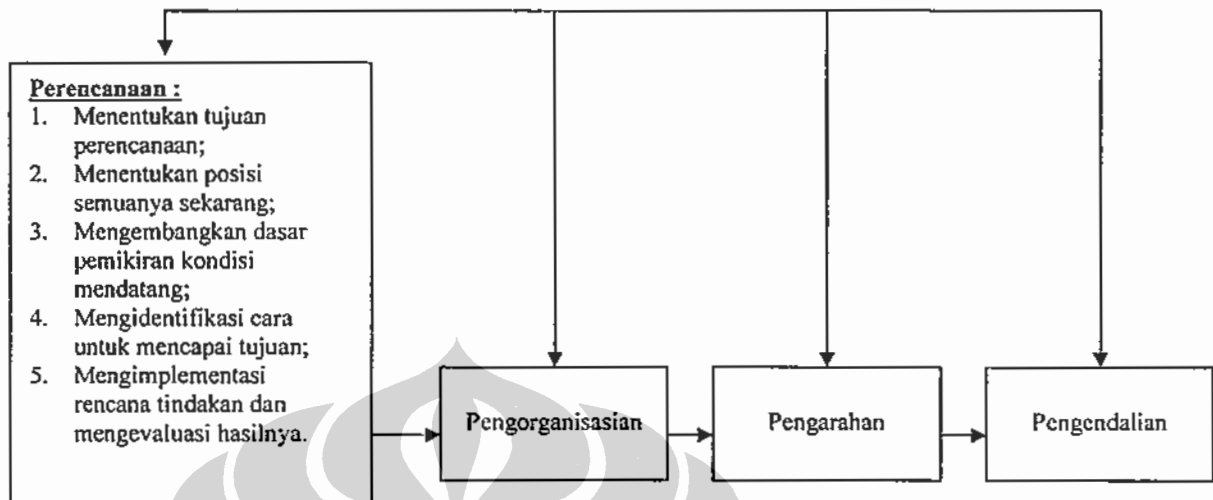 Perencanaan :
1. Menentukan tujuan
perencanaan;
2. Menentukan posisi
semuanya sekarang;
3. Mengembangkan dasar
pemikiran kondisi
mendatang;
4. Mengidentifikasi cara
untuk mencapai tujuan;
5. Mengimplementasi
rencana tindakan dan
mengevaluasi hasilnya.
Pengorganisasian
Pengarahan
Pengendalian